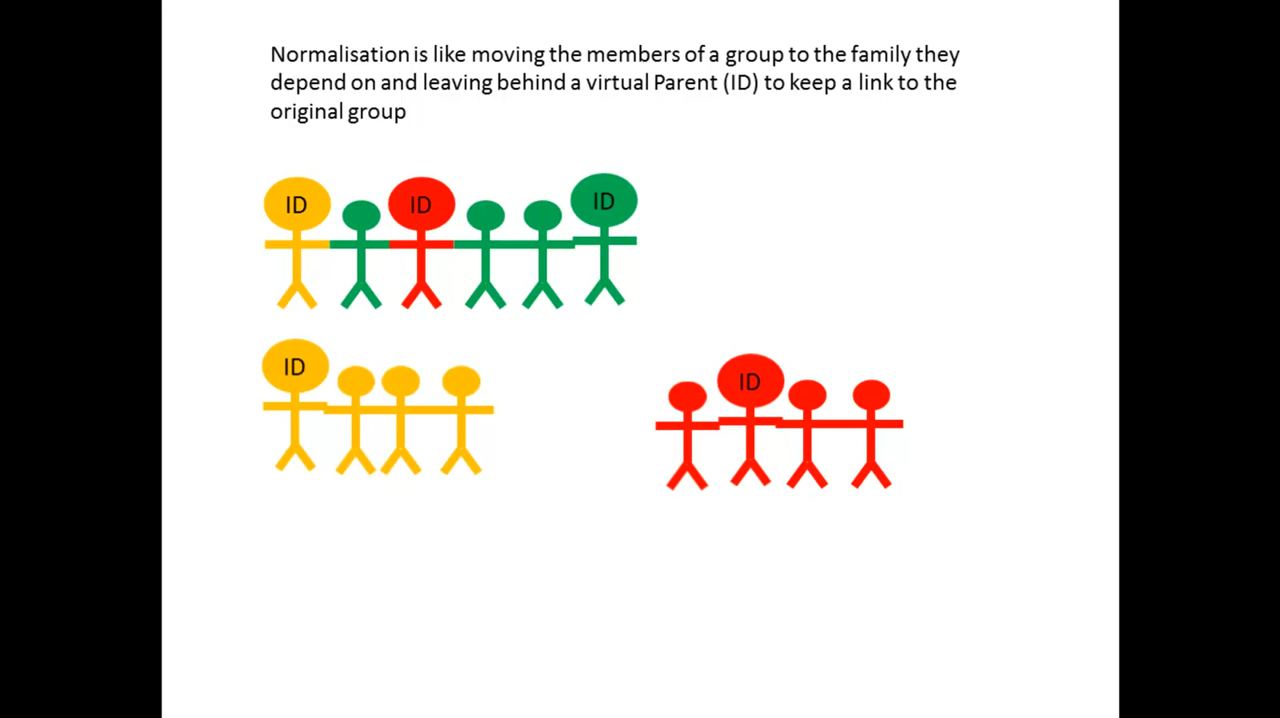 Normalisation is like moving the members of a group to the family they
depend on and leaving behind a virtual Parent (ID) to keep a link to the
original group
ID
ID
ID
ID
ID